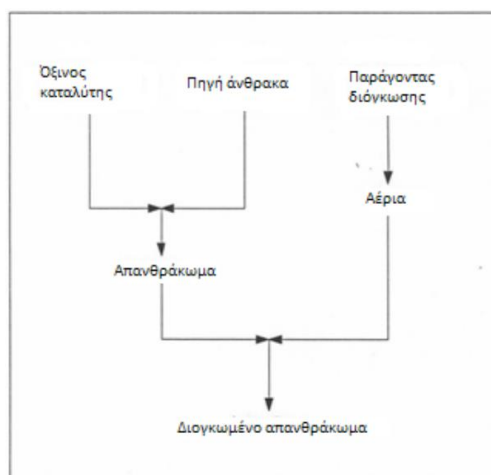 Όξινος
καταλύτης
Πηγή άνθρακα
Παράγοντας
διόγκωσης
Αέρια
Απανθράκωμα
Διογκωμένο απανθράκωμα